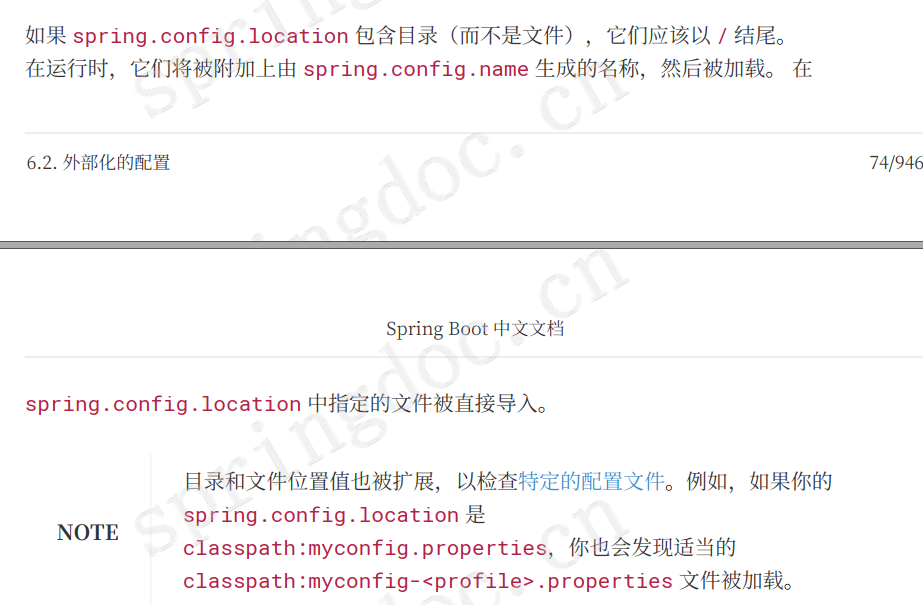 如果 spring.config.location 包含目录（而不是文件），它们应该以 / 结尾。
在运行时，它们将被附加上由 spring.config.name 生成的名称，然后被加载。 在
6.2. 外部化的配置
74/946
Spring Boot 中文文档
spring.config.location 中指定的文件被直接导入。
目录和文件位置值也被扩展，以检查特定的配置文件。例如，如果你的
spring.config.location 是
NOTE
classpath:myconfig.properties，你也会发现适当的
classpath:myconfig-<profile>.properties 文件被加载。
springdoc.cn
springdoc.cn